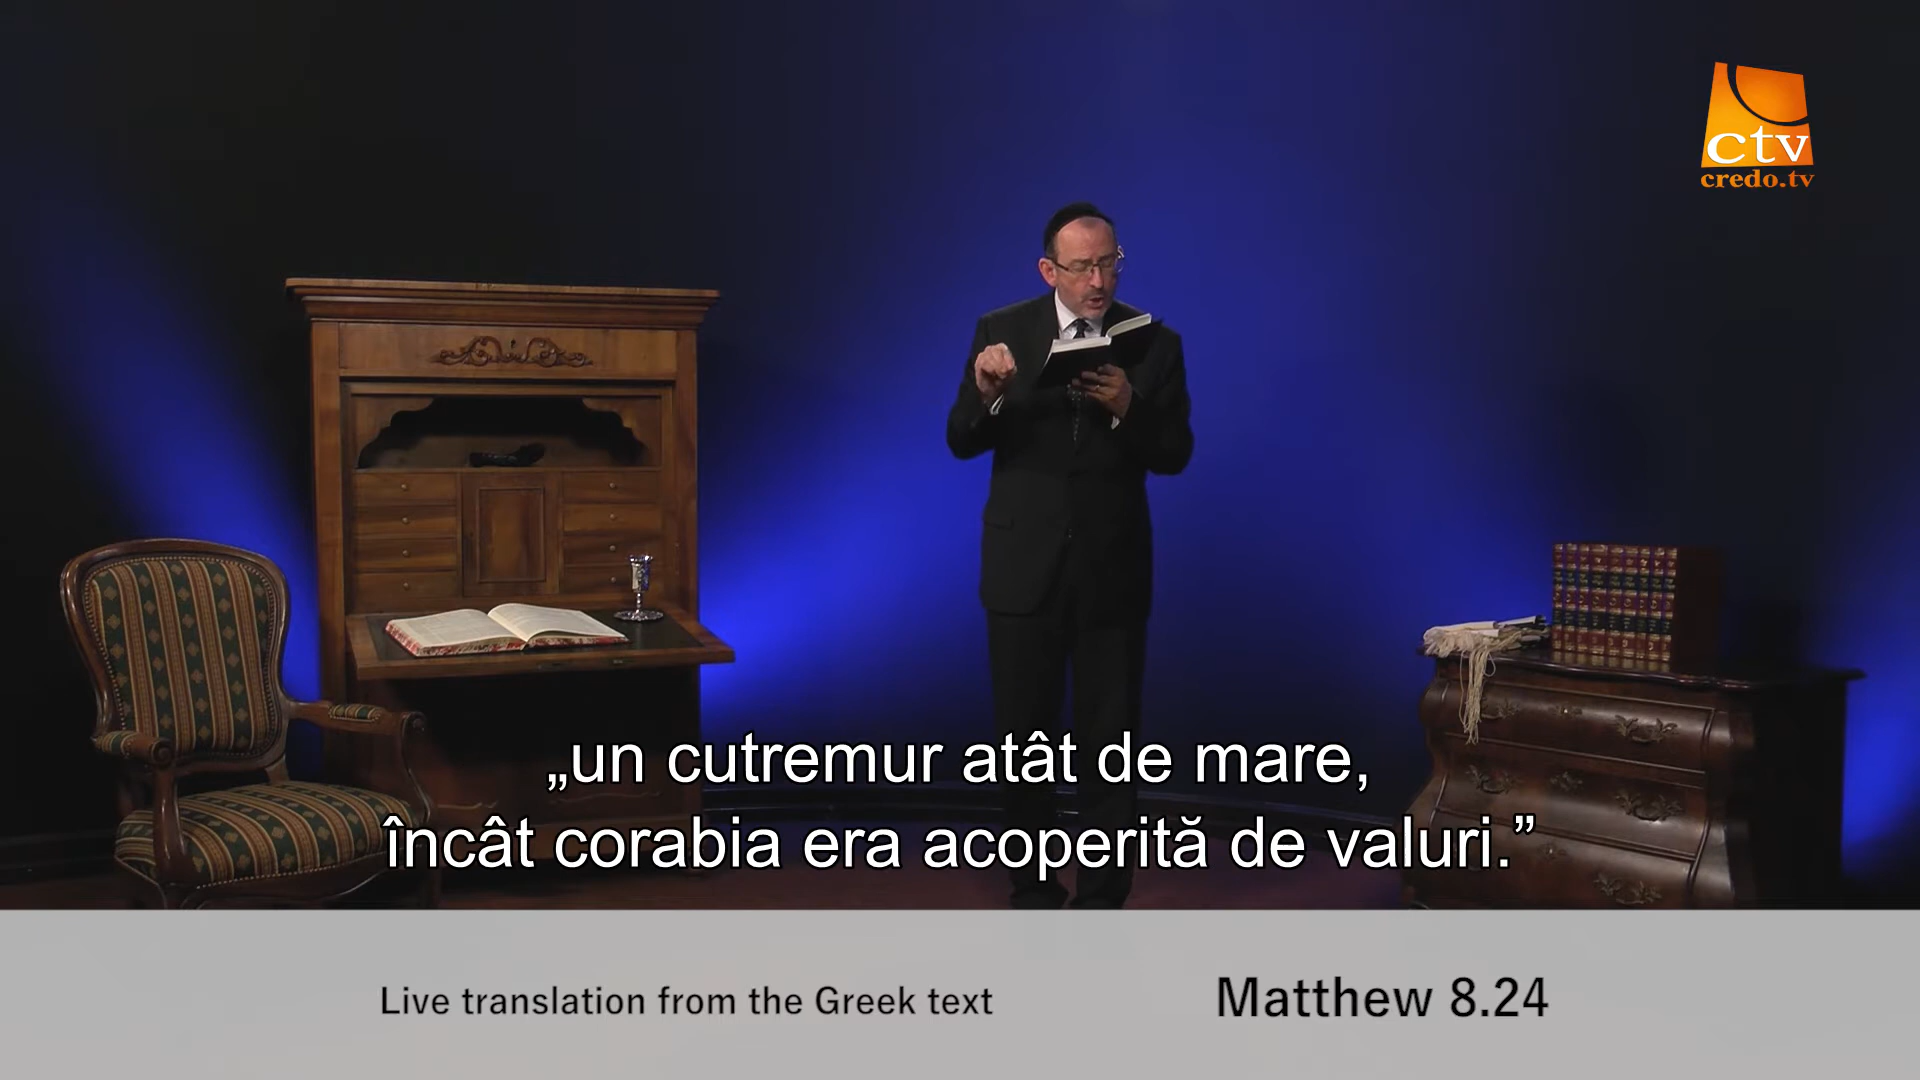 ctv
credo.tv
„un cutremur atât de mare,
încât corabia era acoperită de valuri.”
Live translation from the Greek text
Matthew 8.24